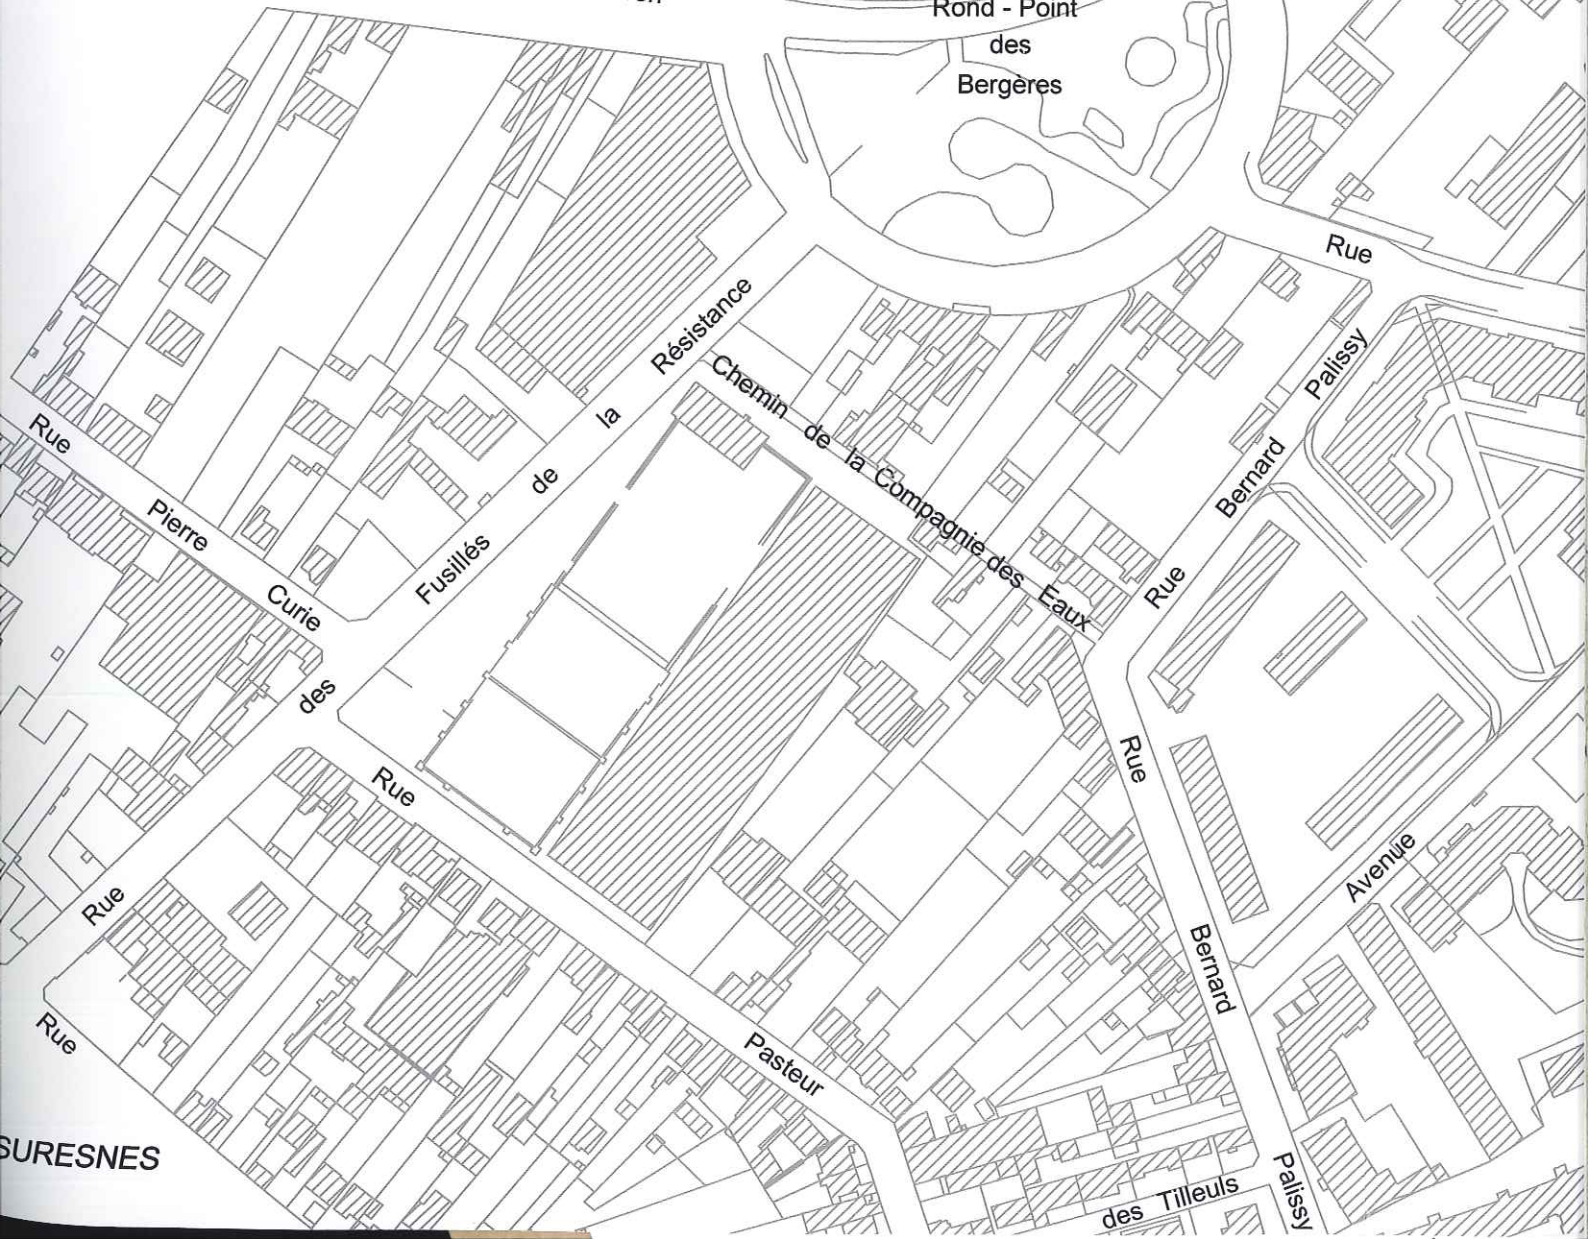 Rond - Point
des
Bergères
Rue
Bernard Palissy
Rue
Rue des Fusillés de la Résistance
Chemin de la Compagnie des Eaux
Rue Pierre Curie
Rue Pasteur
Rue Bernard Palissy
Avenue
Rue
des Tilleuls
SURESNES